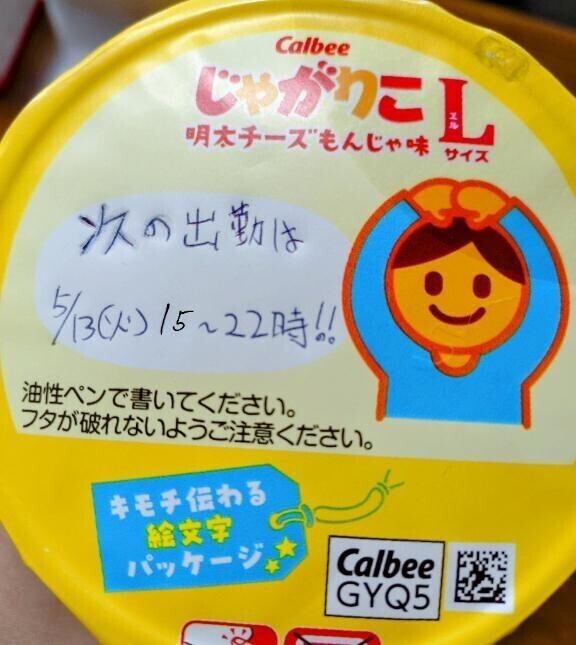 Calbee
じゃがりこL
エル
明太チーズもんじゃ味 サイズ
次の出勤は
5/13(火) 15～22時!!
油性ペンで書いてください。
フタが破れないようご注意ください。
キモチ伝わる
絵文字
パッケージ
Calbee
GYQ5